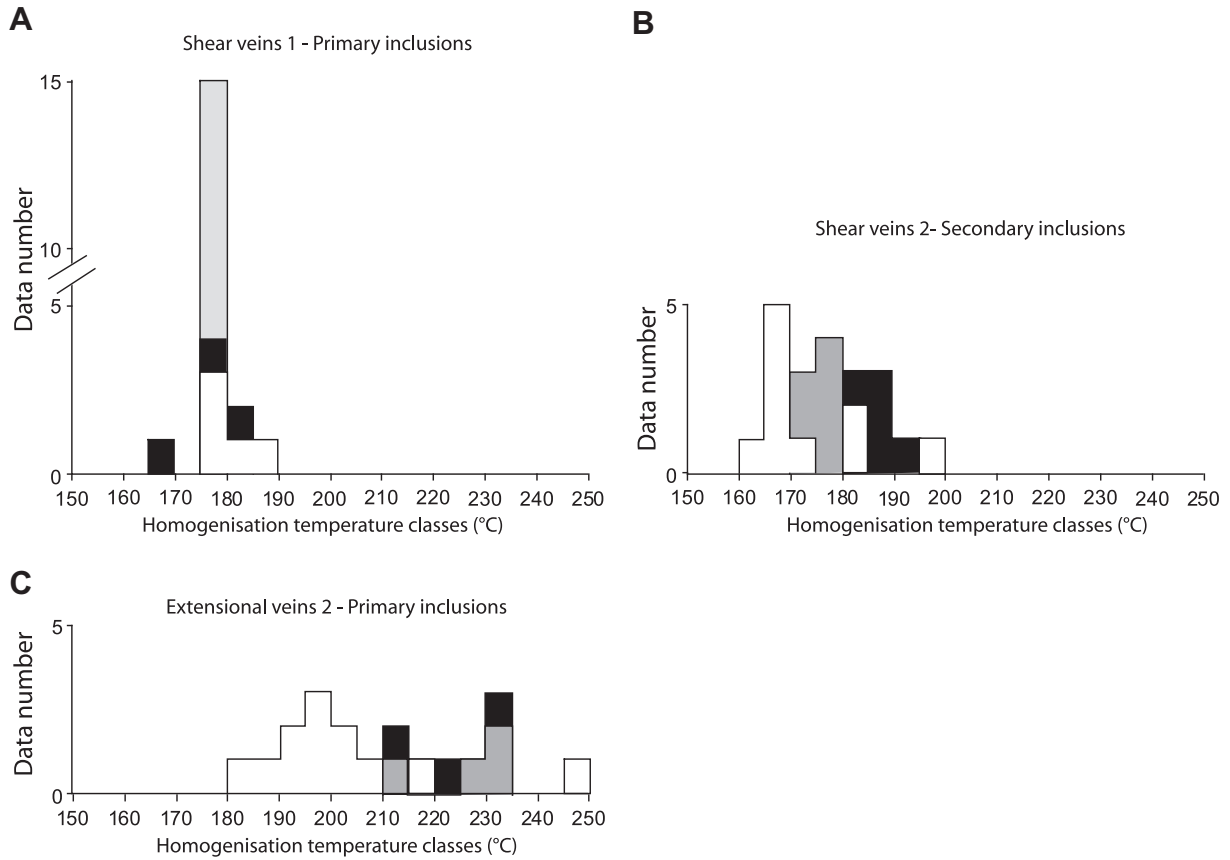 A
Shear veins 1 - Primary inclusions
15
10
5
0
Data number
150 160 170 180 190 200 210 220 230 240 250
Homogenisation temperature classes (°C)
B
Shear veins 2- Secondary inclusions
5
0
Data number
150 160 170 180 190 200 210 220 230 240 250
Homogenisation temperature classes (°C)
C
Extensional veins 2 - Primary inclusions
5
0
Data number
150 160 170 180 190 200 210 220 230 240 250
Homogenisation temperature classes (°C)